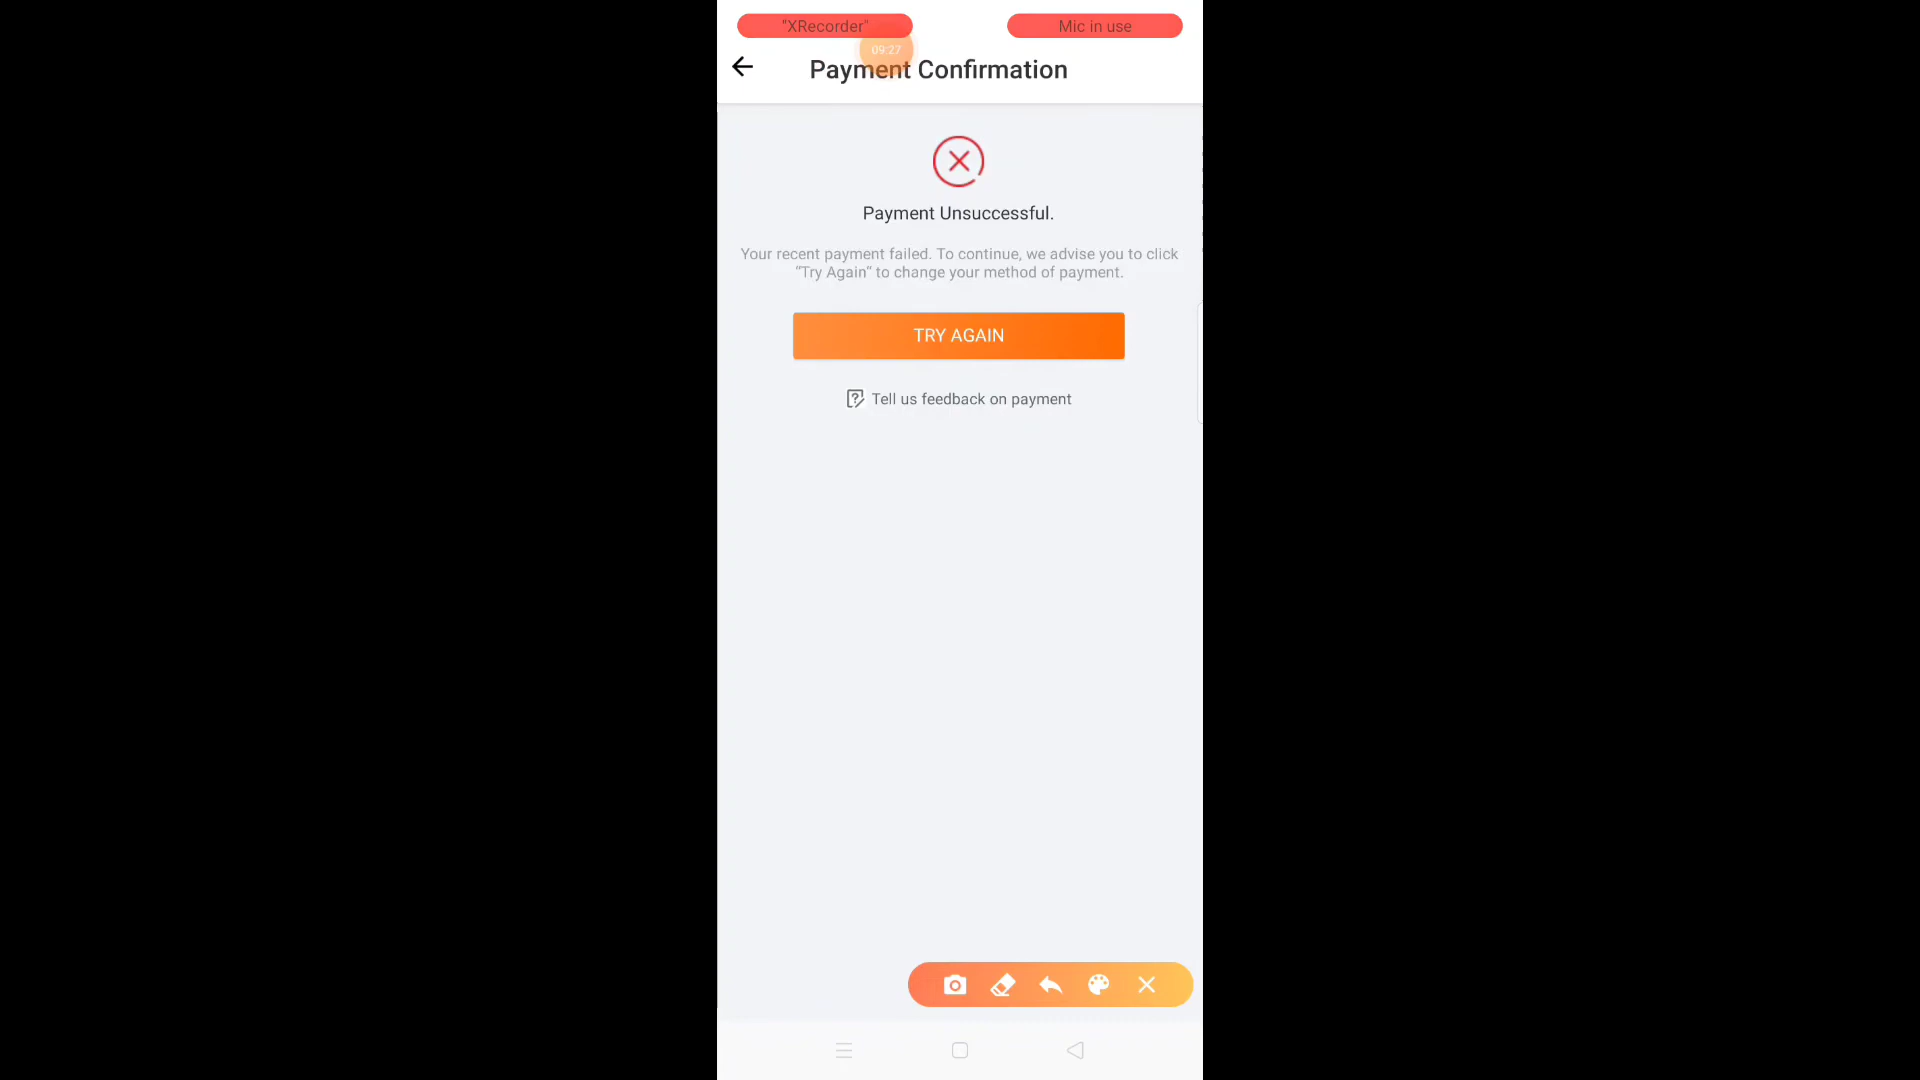 "XRecorder"
Mic in use
09:27
Payment Confirmation
Payment Unsuccessful.
Your recent payment failed. To continue, we advise you to click
“Try Again“ to change your method of payment.
TRY AGAIN
Tell us feedback on payment